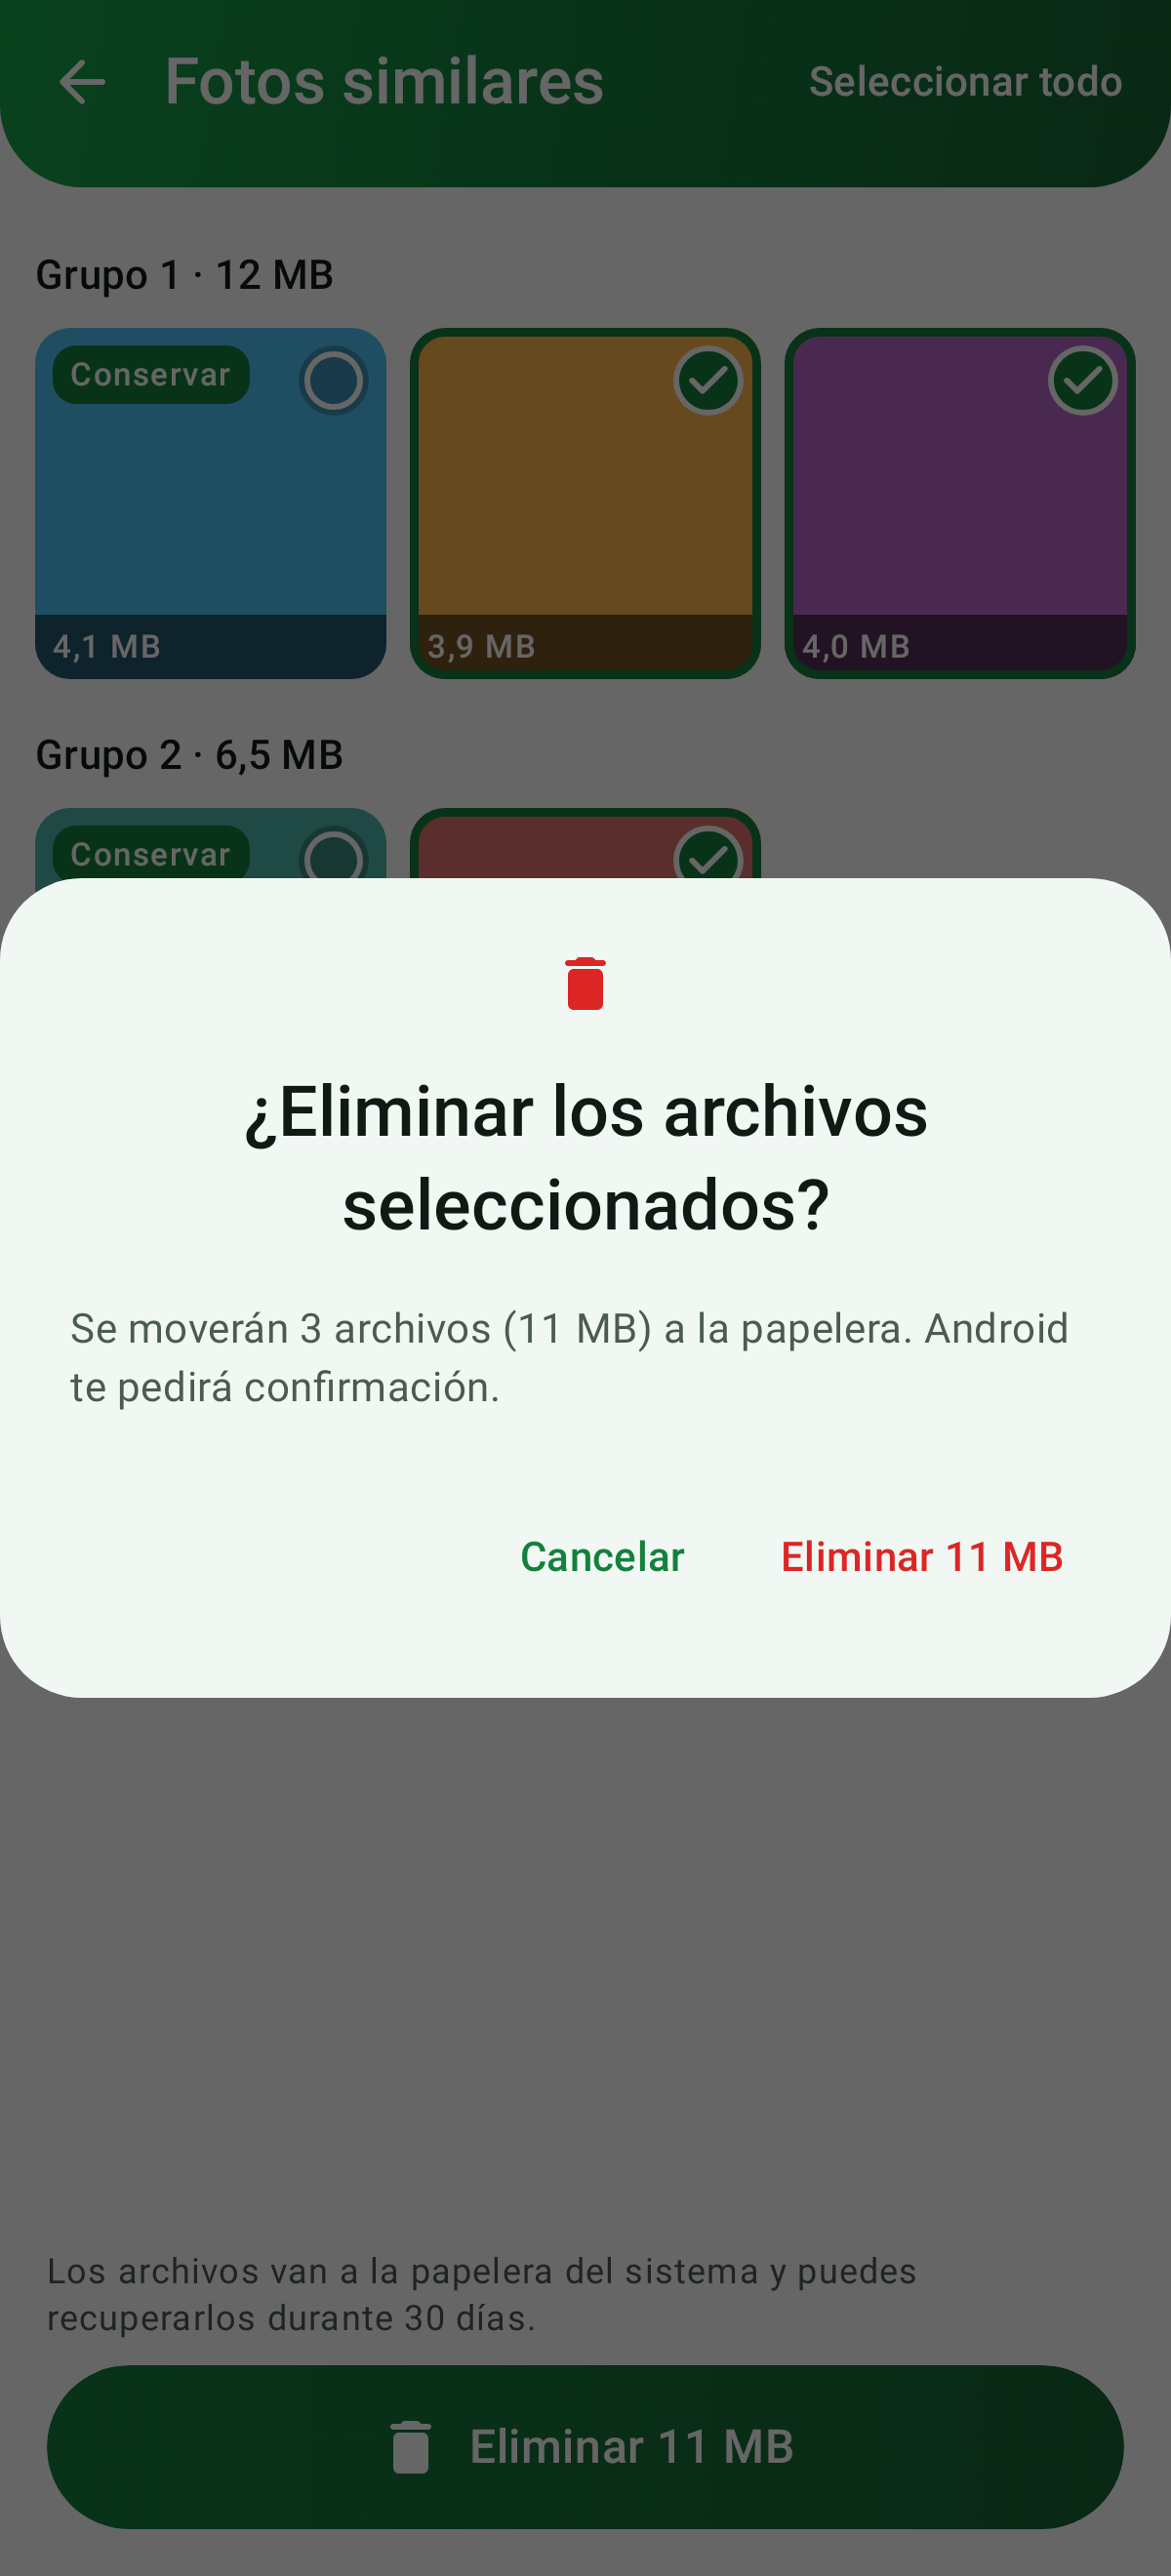 Fotos similares
Seleccionar todo
Grupo 1 · 12 MB
Conservar
4,1 MB
3,9 MB
4,0 MB
Grupo 2 · 6,5 MB
Conservar
¿Eliminar los archivos
seleccionados?
Se moverán 3 archivos (11 MB) a la papelera. Android
te pedirá confirmación.
Cancelar
Eliminar 11 MB
Los archivos van a la papelera del sistema y puedes
recuperarlos durante 30 días.
Eliminar 11 MB